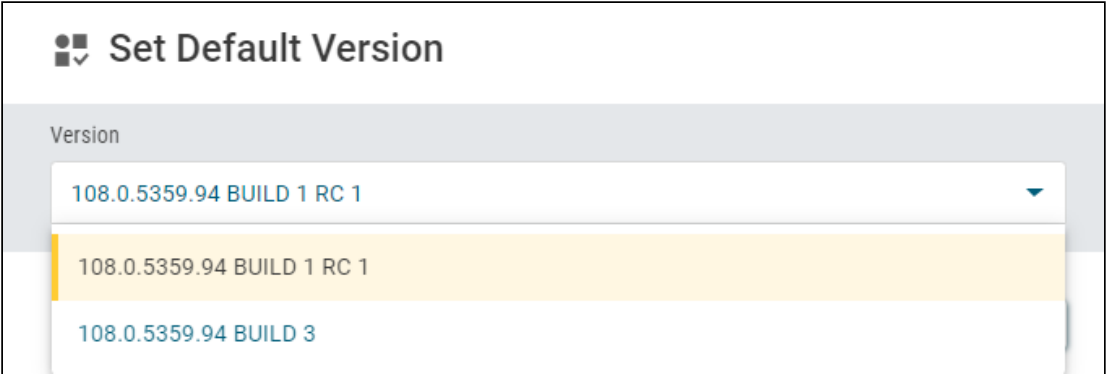 Set Default Version
Version
108.0.5359.94 BUILD 1 RC 1
108.0.5359.94 BUILD 1 RC 1
108.0.5359.94 BUILD 3